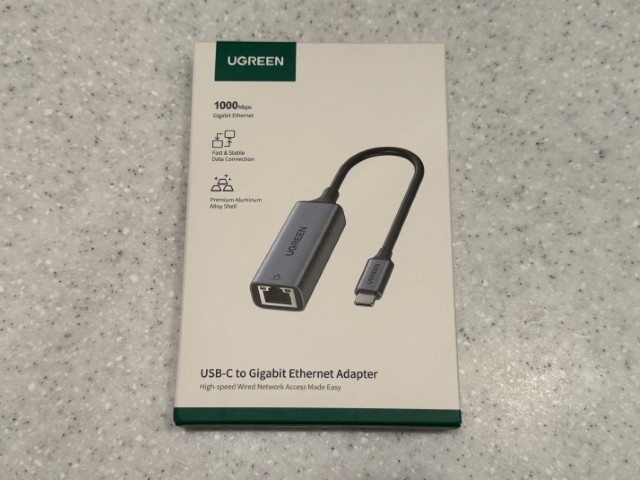 UGREEN
1000Mbps
Gigabit Ethernet
Fast & Stable
Data Connection
Premium Aluminum
Alloy Shell
UGREEN
UGREEN
USB-C to Gigabit Ethernet Adapter
High-speed Wired Network Access Made Easy